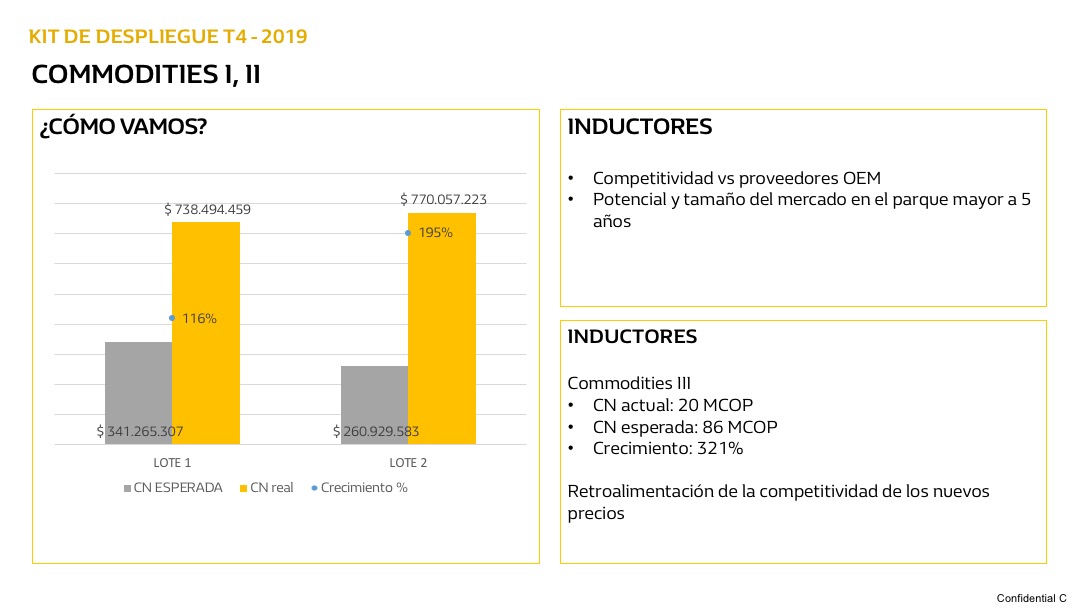 KIT DE DESPLIEGUE T4 - 2019
COMMODITIES I, II
¿CÓMO VAMOS?
$ 738.494.459
$ 770.057.223
195%
116%
$ 341.265.307
$ 260.929.583
LOTE 1
LOTE 2
CN ESPERADA
CN real
Crecimiento %
INDUCTORES
• Competitividad vs proveedores OEM
• Potencial y tamaño del mercado en el parque mayor a 5
años
INDUCTORES
Commodities III
• CN actual: 20 MCOP
• CN esperada: 86 MCOP
• Crecimiento: 321%
Retroalimentación de la competitividad de los nuevos
precios
Confidential C